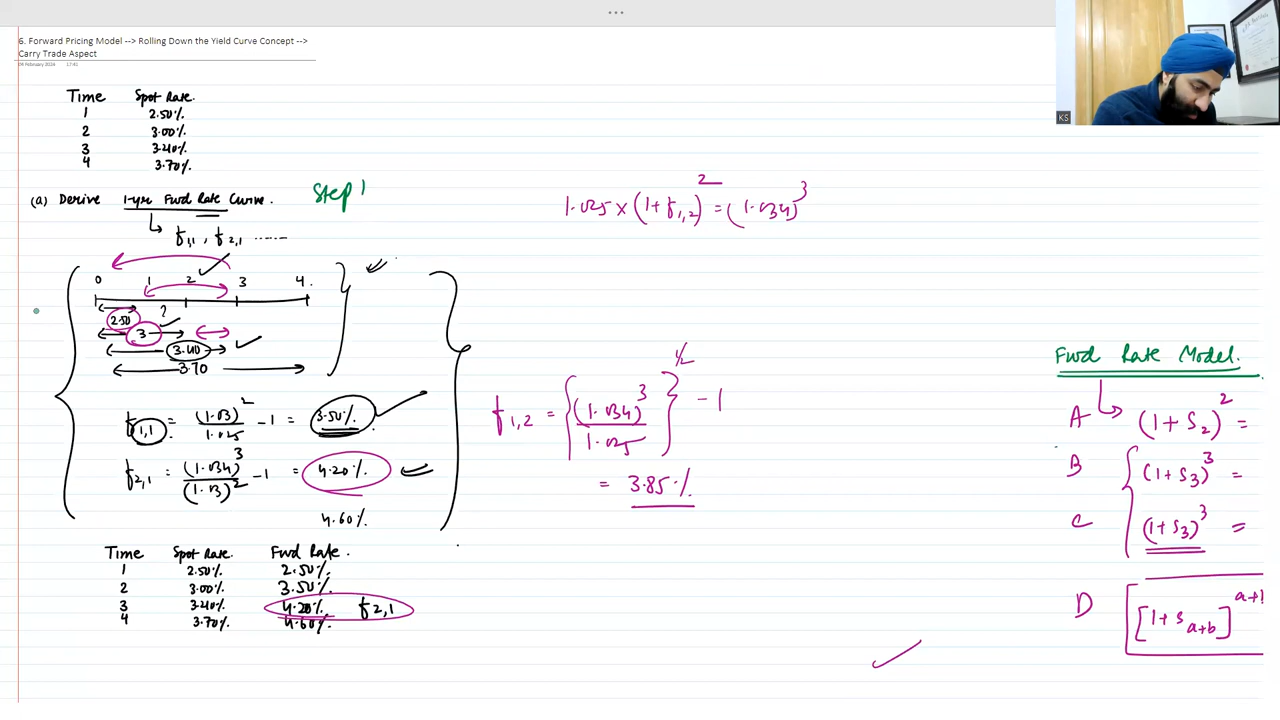 6. Forward Pricing Model --> Rolling Down the Yield Curve Concept -->
Carry Trade Aspect
04 February 2024 17:41
Time Spot Rate.
1 2.50%
2 3.00%
3 3.40%
4 3.70%
(a) Derive 1-yr Fwd Rate Curve. Step 1
f1,1, f2,1 ........
1.025 x (1+f1,2)^2 = (1.034)^3
0 1 2 3 4.
2.50 ?
3
3.40
3.70
f1,1 = (1.03)^2 / 1.025 - 1 = 3.50%.
f2,1 = (1.034)^3 / (1.03)^2 - 1 = 4.20%.
4.60%.
f1,2 = { (1.034)^3 / 1.025 }^1/2 - 1
= 3.85%
Time Spot Rate. Fwd Rate.
1 2.50% 2.50%.
2 3.00% 3.50%.
3 3.40% 4.20% f2,1
4 3.70% 4.60%.
Fwd Rate Model.
A (1+S2)^2 =
B (1+S3)^3 =
C (1+S3)^3 =
D [1+s a+b]^a+
KS